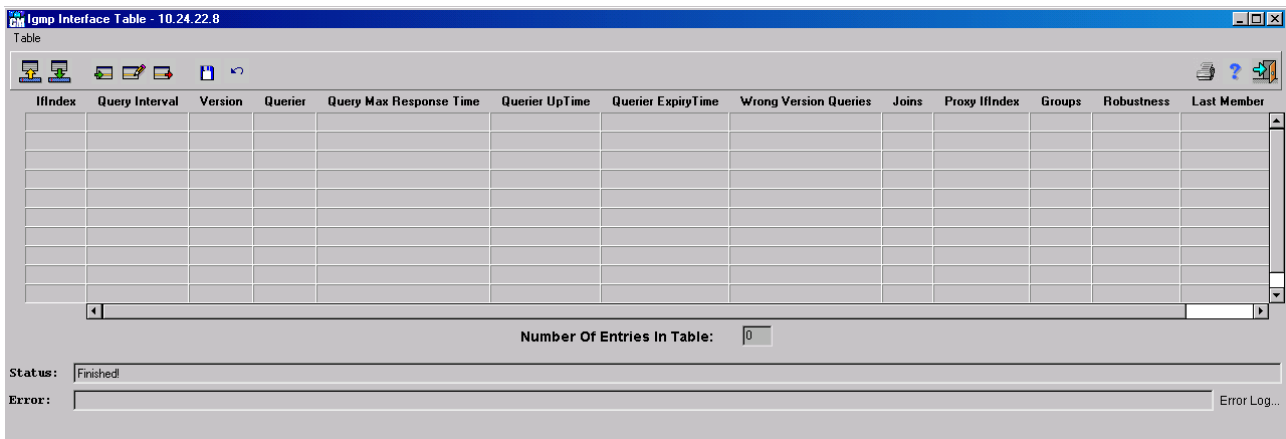 Igmp Interface Table - 10.24.22.8
Table
IfIndex Query Interval Version Querier Query Max Response Time Querier UpTime Querier ExpiryTime Wrong Version Queries Joins Proxy IfIndex Groups Robustness Last Member
Number Of Entries In Table: 0
Status: Finished!
Error: Error Log...